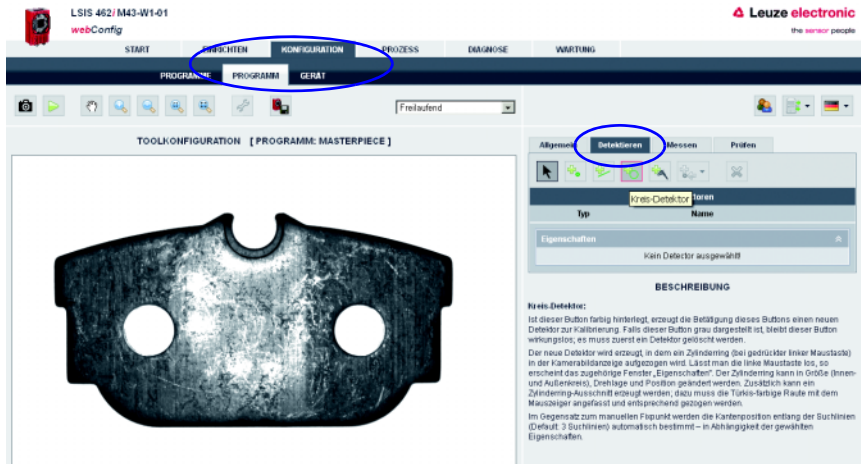 LSIS 462i M43-W1-01
webConfig
Leuze electronic
the sensor people
START EINRICHTEN KONFIGURATION PROZESS DIAGNOSE WARTUNG
PROGRAMME PROGRAMM GERÄT
Freilaufend
TOOLKONFIGURATION [ PROGRAMM: MASTERPIECE ]
Allgemein Detektieren Messen Prüfen
Kreis-Detektor
toren
Typ Name
Eigenschaften
Kein Detector ausgewählt!
BESCHREIBUNG
Kreis-Detektor:
Ist dieser Button farbig hinterlegt, erzeugt die Betätigung dieses Buttons einen neuen
Detektor zur Kalibrierung. Falls dieser Button grau dargestellt ist, bleibt dieser Button
wirkungslos; es muss zuerst ein Detektor gelöscht werden.
Der neue Detektor wird erzeugt, in dem ein Zylinderring (bei gedrückter linker Maustaste)
in der Kamerabildanzeige aufgezogen wird. Lässt man die linke Maustaste los, so
erscheint das zugehörige Fenster „Eigenschaften". Der Zylinderring kann in Größe (Innen-
und Außenkreis), Drehlage und Position geändert werden. Zusätzlich kann ein
Zylinderring-Ausschnitt erzeugt werden; dazu muss die Türkis-farbige Raute mit dem
Mauszeiger angefasst und entsprechend gezogen werden.
Im Gegensatz zum manuellen Fixpunkt werden die Kantenposition entlang der Suchlinien
(Default: 3 Suchlinien) automatisch bestimmt – in Abhängigkeit der gewählten
Eigenschaften.